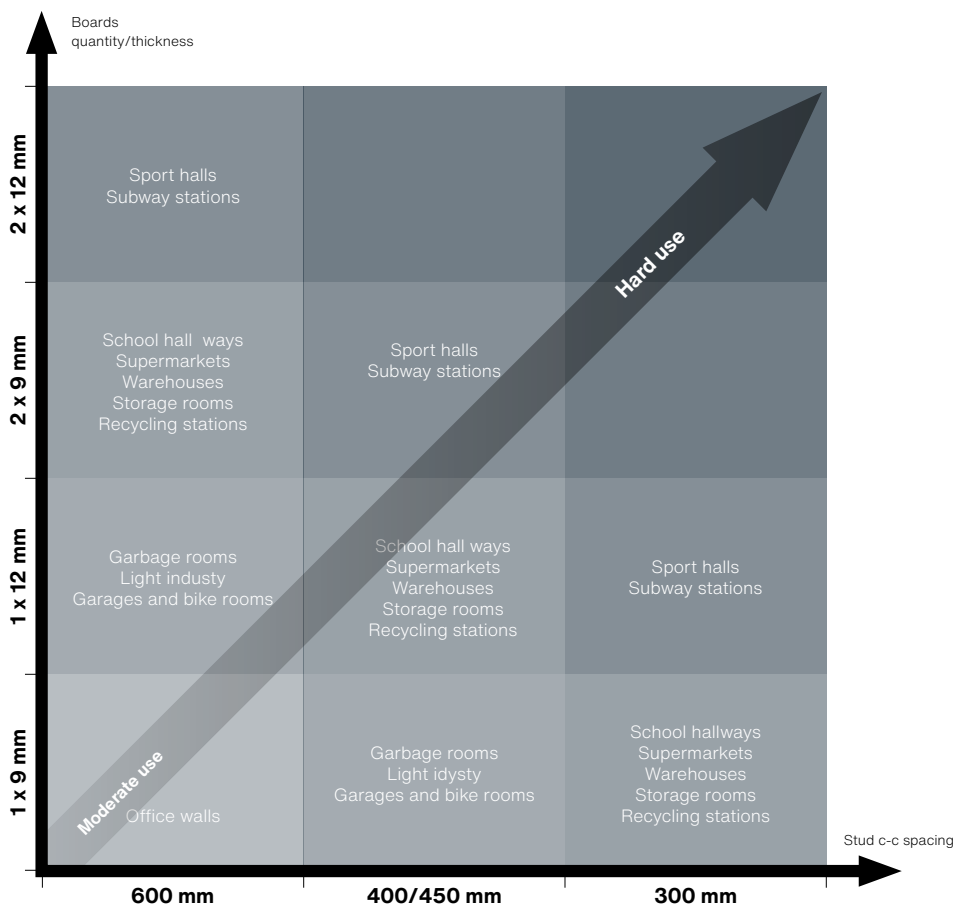 Boards
quantity/thickness
2 x 12 mm
Sport halls
Subway stations
Hard use
2 x 9 mm
School hall  ways
Supermarkets
Warehouses
Storage rooms
Recycling stations
Sport halls
Subway stations
1 x 12 mm
Garbage rooms
Light industy
Garages and bike rooms
School hall ways
Supermarkets
Warehouses
Storage rooms
Recycling stations
Sport halls
Subway stations
1 x 9 mm
Moderate use
Office walls
Garbage rooms
Light idysty
Garages and bike rooms
School hallways
Supermarkets
Warehouses
Storage rooms
Recycling stations
Stud c-c spacing
600 mm
400/450 mm
300 mm